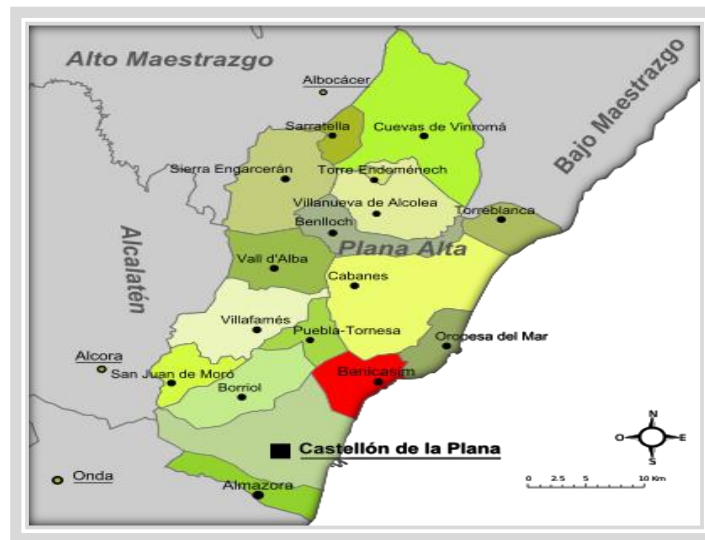 Alto Maestrazgo
Albocácer
Bajo Maestrazgo
Sarratella
Cuevas de Vinromá
Sierra Engarcerán
Torre Endoménech
Villanueva de Alcolea
Torreblanca
Benlloch
Plana Alta
Alcalatén
Vall d'Alba
Cabanes
Villafamés
Puebla-Tornesa
Oropesa del Mar
Alcora
San Juan de Moró
Benicasim
Borriol
Castellón de la Plana
Onda
Almazora
N
O
E
S
0 2.5 5 10 Km